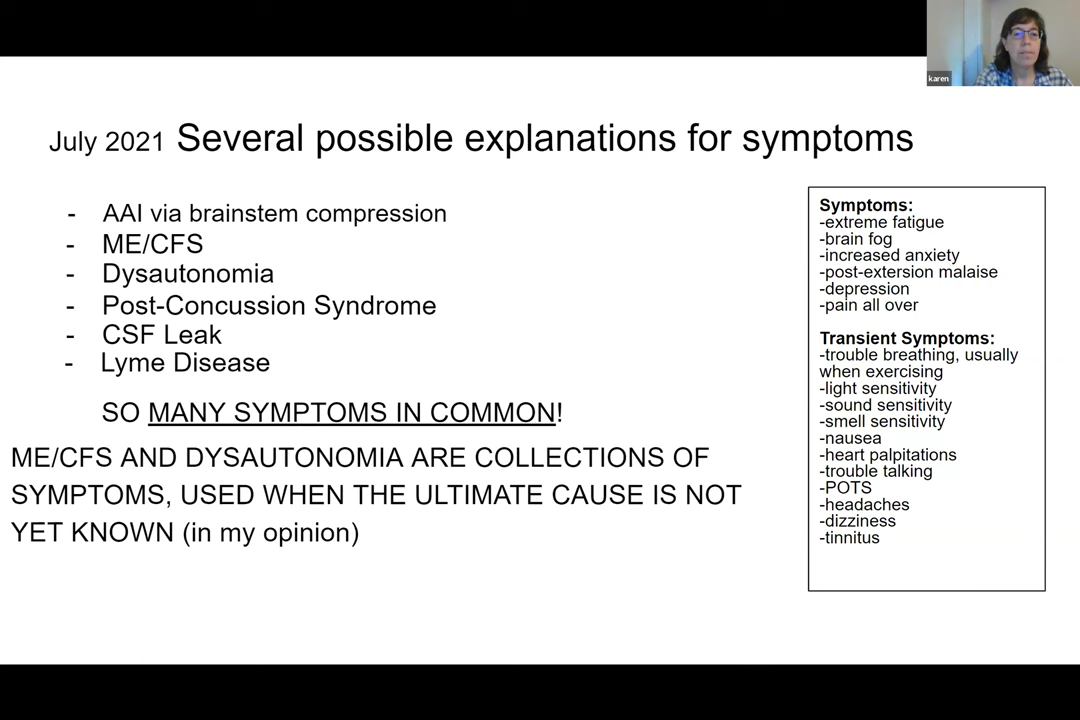 karen
July 2021 Several possible explanations for symptoms
- AAI via brainstem compression
- ME/CFS
- Dysautonomia
- Post-Concussion Syndrome
- CSF Leak
- Lyme Disease
SO MANY SYMPTOMS IN COMMON!
ME/CFS AND DYSAUTONOMIA ARE COLLECTIONS OF
SYMPTOMS, USED WHEN THE ULTIMATE CAUSE IS NOT
YET KNOWN (in my opinion)
Symptoms:
-extreme fatigue
-brain fog
-increased anxiety
-post-extersion malaise
-depression
-pain all over
Transient Symptoms:
-trouble breathing, usually
when exercising
-light sensitivity
-sound sensitivity
-smell sensitivity
-nausea
-heart palpitations
-trouble talking
-POTS
-headaches
-dizziness
-tinnitus